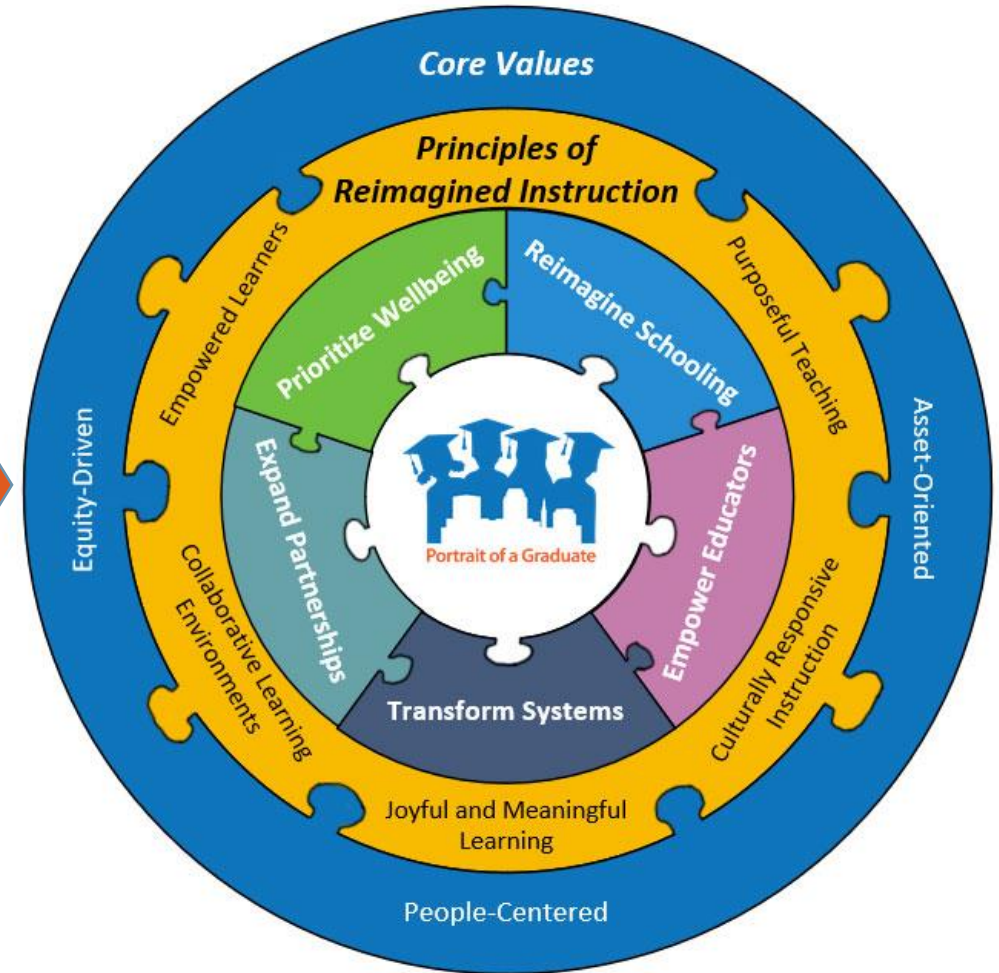 Core Values
Principles of
Reimagined Instruction
Empowered Learners
Purposeful Teaching
Prioritize Wellbeing
Reimagine Schooling
Equity-Driven
Asset-Oriented
Expand Partnerships
Portrait of a Graduate
Empower Educators
Collaborative Learning
Environments
Culturally Responsive
Instruction
Transform Systems
Joyful and Meaningful
Learning
People-Centered